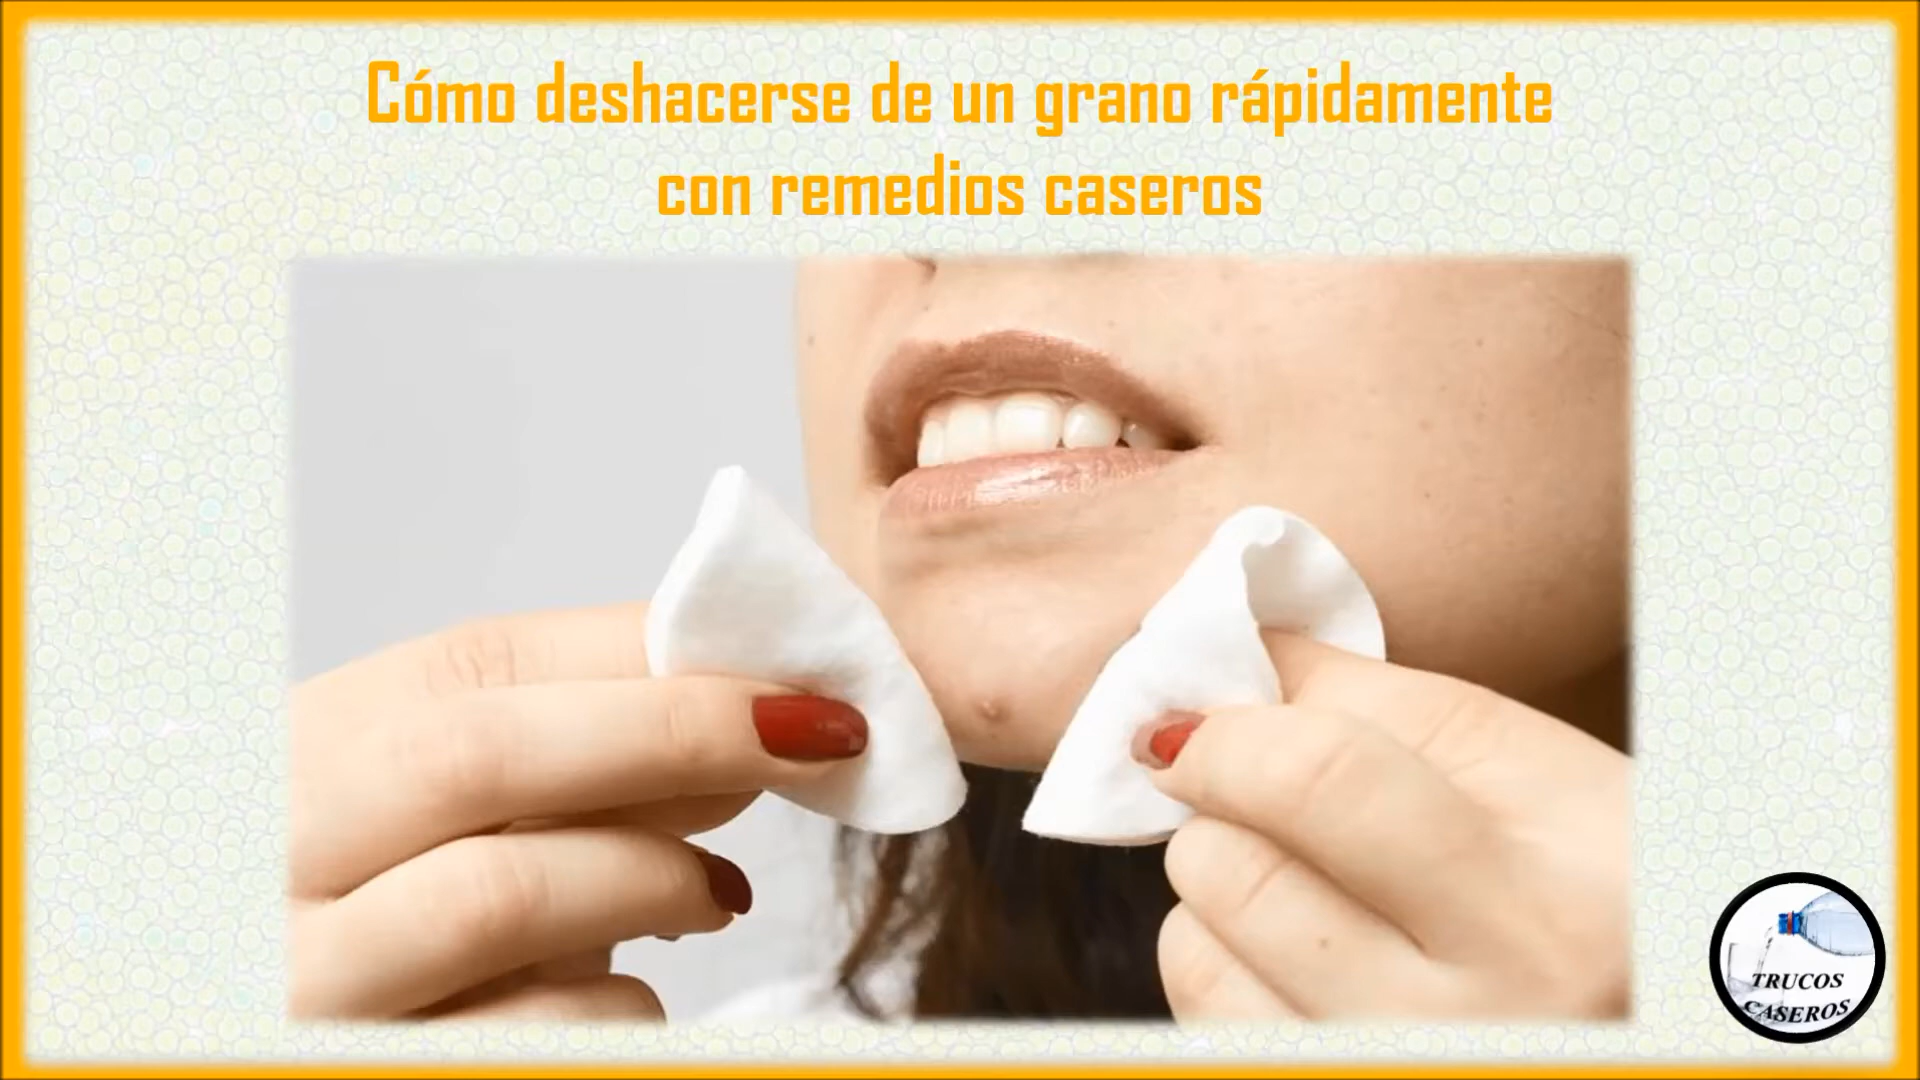 Cómo deshacerse de un grano rápidamente
con remedios caseros
TRUCOS
CASEROS